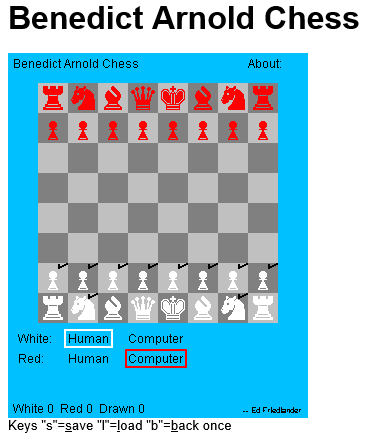 Benedict Arnold Chess
Benedict Arnold Chess About:
White: Human Computer
Red: Human Computer
White 0 Red 0 Drawn 0 -- Ed Friedlander
Keys "s"=save "l"=load "b"=back once